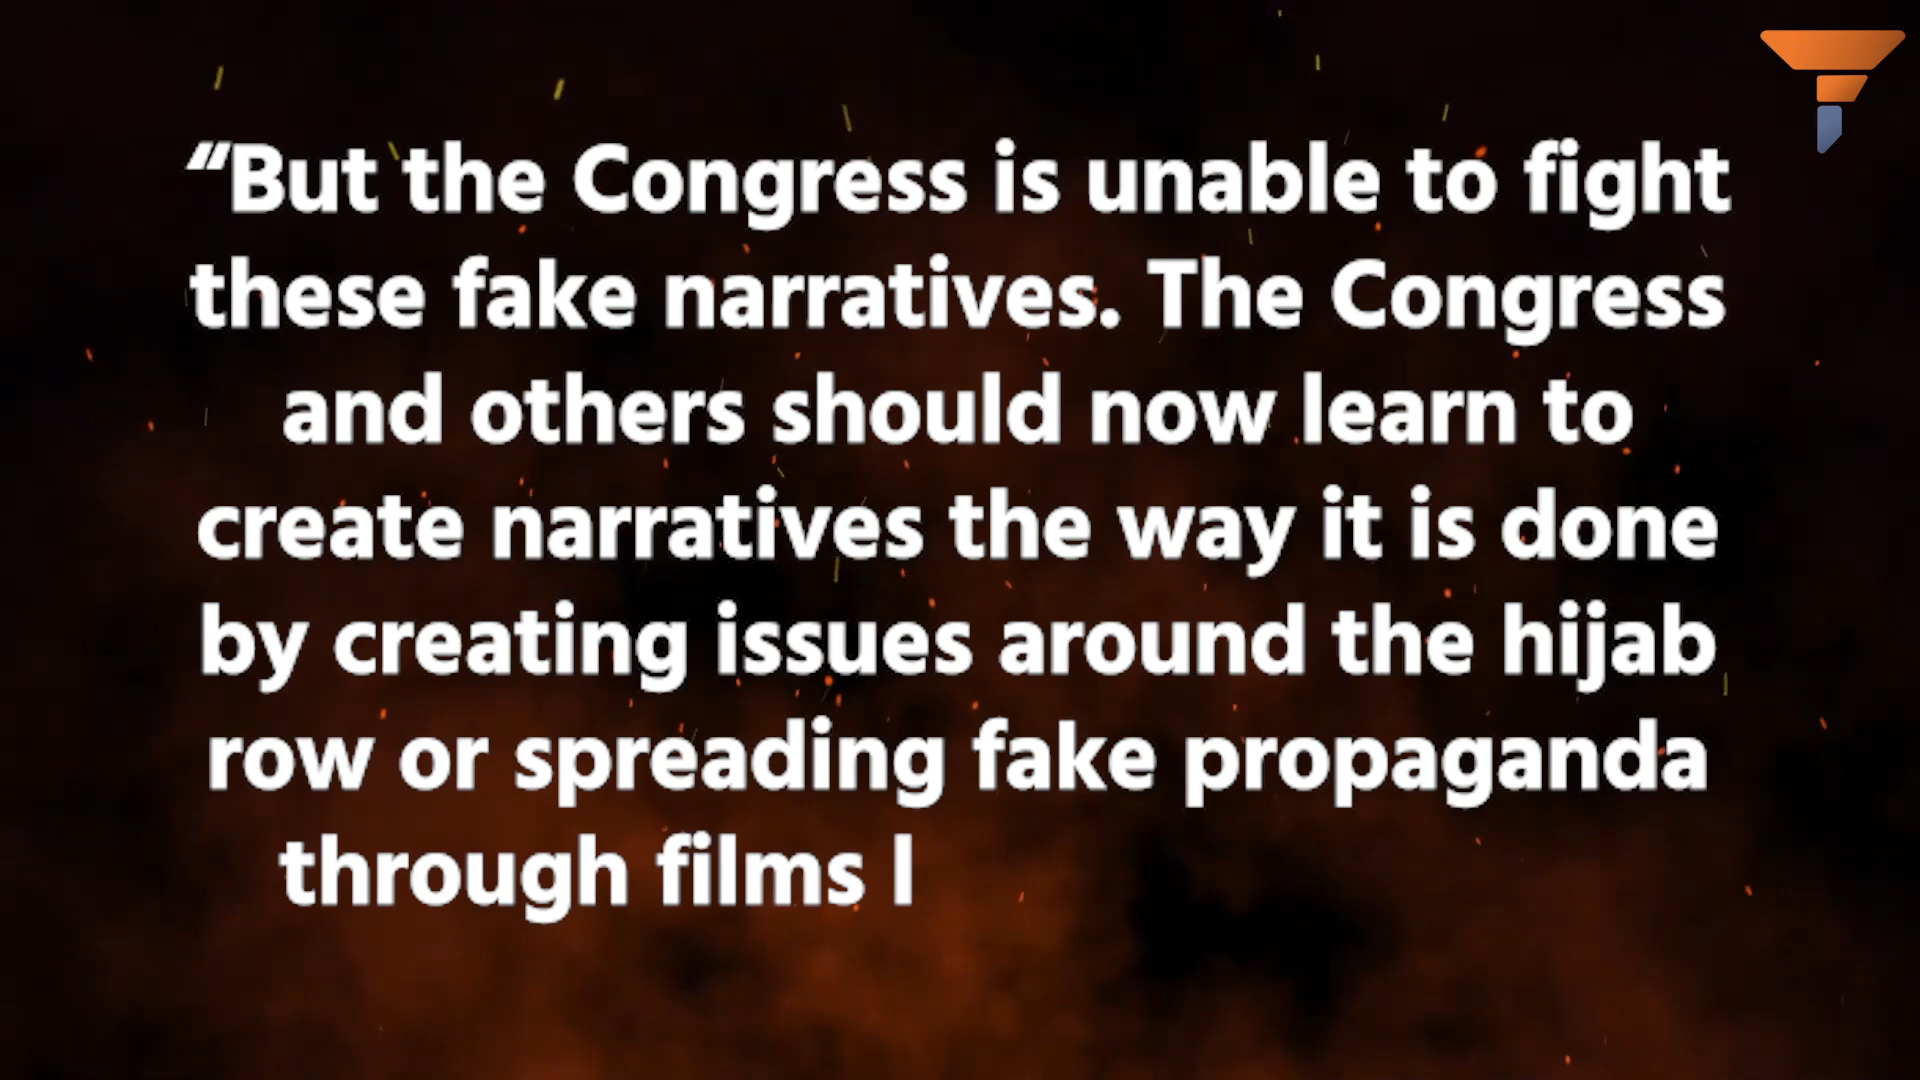 “But the Congress is unable to fight
these fake narratives. The Congress
and others should now learn to
create narratives the way it is done
by creating issues around the hijab
row or spreading fake propaganda
through films l